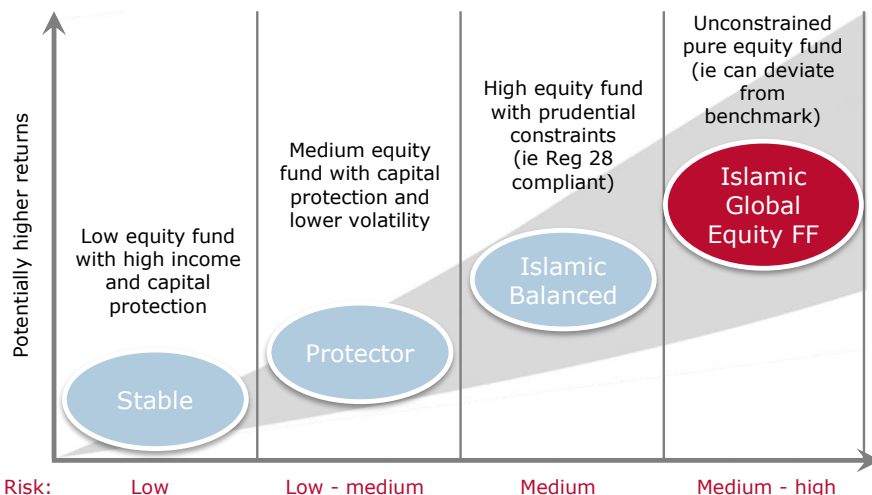 Potentially higher returns
Low equity fund
with high income
and capital
protection
Stable
Medium equity
fund with capital
protection and
lower volatility
Protector
High equity fund
with prudential
constraints
(ie Reg 28
compliant)
Islamic
Balanced
Unconstrained
pure equity fund
(ie can deviate
from
benchmark)
Islamic
Global
Equity FF
Risk:
Low
Low - medium
Medium
Medium - high